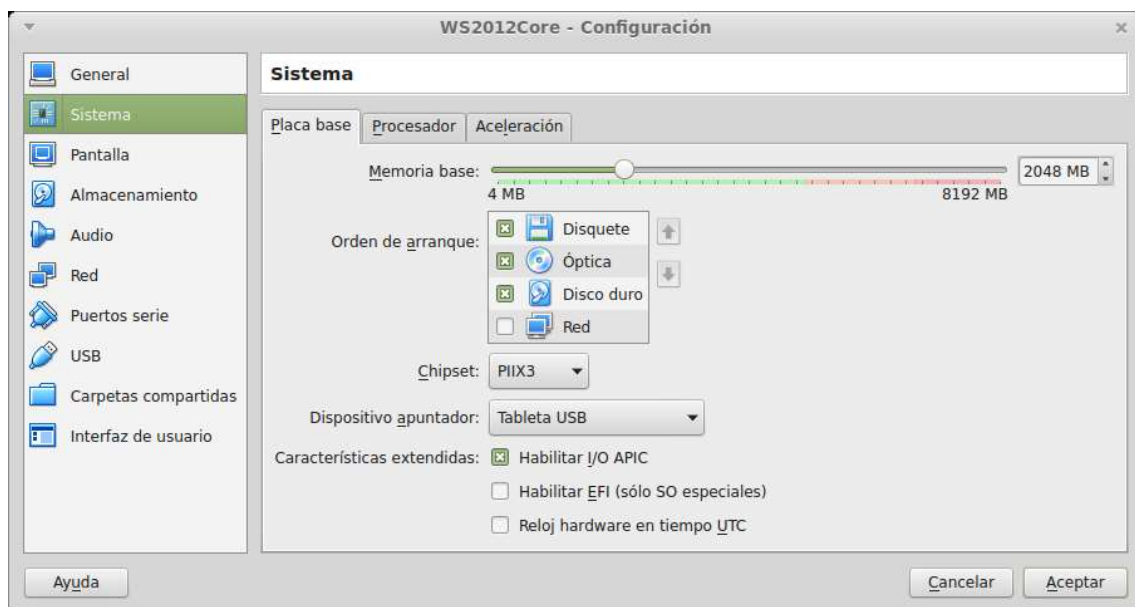 WS2012Core - Configuración
General
Sistema
Pantalla
Almacenamiento
Audio
Red
Puertos serie
USB
Carpetas compartidas
Interfaz de usuario
Sistema
Placa base Procesador Aceleración
Memoria base: 2048 MB
4 MB 8192 MB
Orden de arranque:
Disquete
Óptica
Disco duro
Red
Chipset: PIIX3
Dispositivo apuntador: Tableta USB
Características extendidas: Habilitar I/O APIC
Habilitar EFI (sólo SO especiales)
Reloj hardware en tiempo UTC
Ayuda Cancelar Aceptar